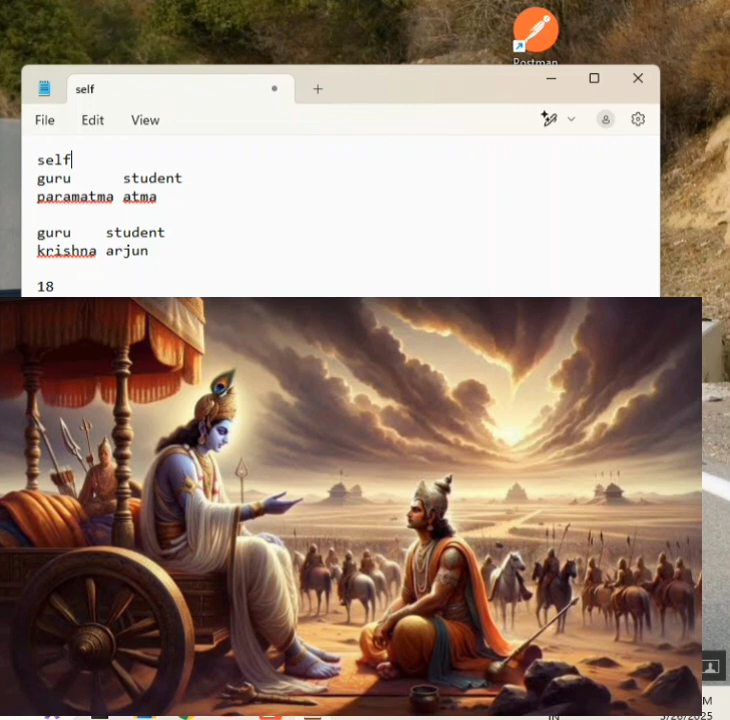 Postman
self
File Edit View
self
guru student
paramatma atma
guru student
krishna arjun
18